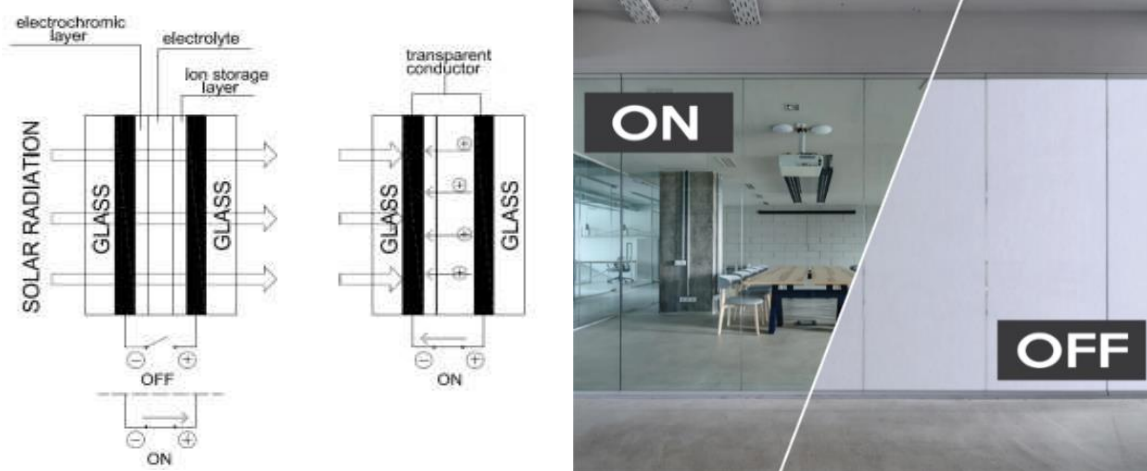 electrochromic
layer
electrolyte
ion storage
layer
SOLAR RADIATION
GLASS
GLASS
− +
OFF
− +
ON
transparent
conductor
GLASS
GLASS
+
+
+
+
− +
ON
ON
OFF